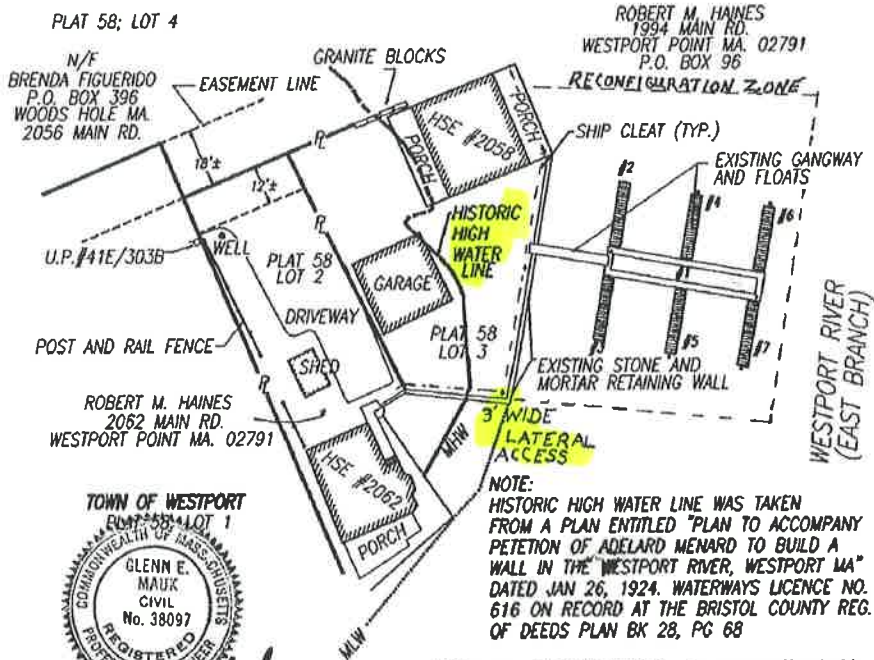 PLAT 58; LOT 4
N/F
BRENDA FIGUERIDO
P.O. BOX 396
WOODS HOLE MA.
2056 MAIN RD.
EASEMENT LINE
GRANITE BLOCKS
ROBERT M. HAINES
1994 MAIN RD.
WESTPORT POINT MA. 02791
P.O. BOX 96
RECONFIGURATION ZONE
PORCH
HSE #2058
PORCH
SHIP CLEAT (TYP.)
EXISTING GANGWAY
AND FLOATS
#2
#4
#6
18'±
12'±
PL
PL
HISTORIC
HIGH
WATER
LINE
U.P.#41E/303B
WELL
PLAT 58
LOT 2
GARAGE
DRIVEWAY
PLAT 58
LOT 3
#5
#7
POST AND RAIL FENCE
SHED
PL
EXISTING STONE AND
MORTAR RETAINING WALL
WESTPORT RIVER
(EAST BRANCH)
ROBERT M. HAINES
2062 MAIN RD.
WESTPORT POINT MA. 02791
3' WIDE
LATERAL
ACCESS
MHW
HSE #2062
PORCH
MLW
TOWN OF WESTPORT
PLAT 58 LOT 1
COMMONWEALTH OF MASSACHUSETTS
GLENN E.
MAUK
CIVIL
No. 38097
REGISTERED
NOTE:
HISTORIC HIGH WATER LINE WAS TAKEN
FROM A PLAN ENTITLED "PLAN TO ACCOMPANY
PETETION OF ADELARD MENARD TO BUILD A
WALL IN THE WESTPORT RIVER, WESTPORT MA"
DATED JAN 26, 1924. WATERWAYS LICENCE NO.
616 ON RECORD AT THE BRISTOL COUNTY REG.
OF DEEDS PLAN BK 28, PG 68